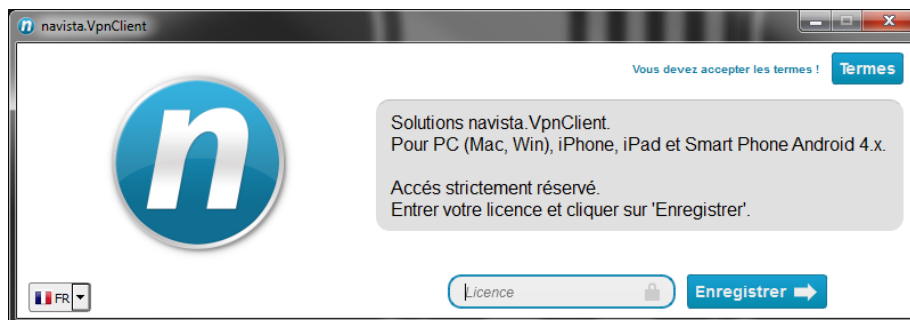 navista.VpnClient
Vous devez accepter les termes !
Termes
n
Solutions navista.VpnClient.
Pour PC (Mac, Win), iPhone, iPad et Smart Phone Android 4.x.
Accés strictement réservé.
Entrer votre licence et cliquer sur 'Enregistrer'.
FR
Licence
Enregistrer